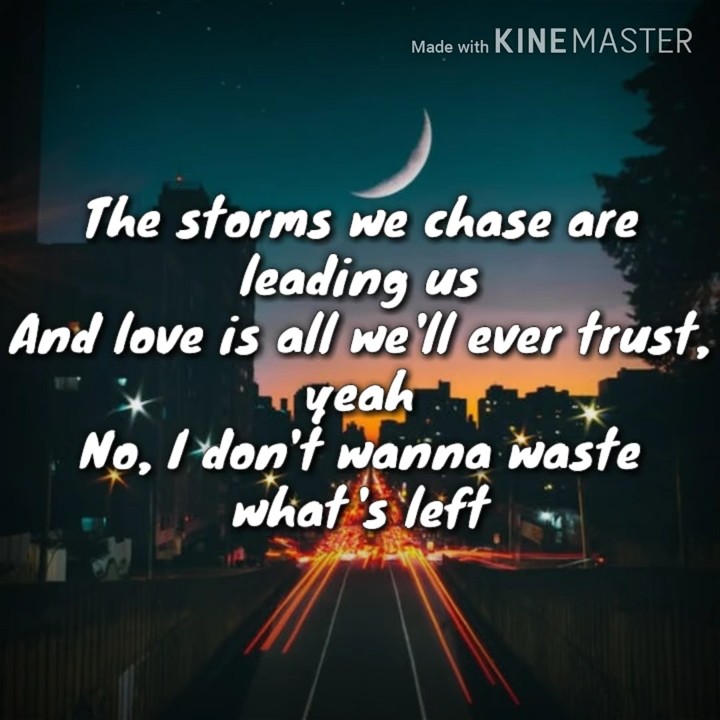 Made with KINEMASTER
The storms we chase are
leading us
And love is all we'll ever trust,
yeah
No, I don't wanna waste
what's left